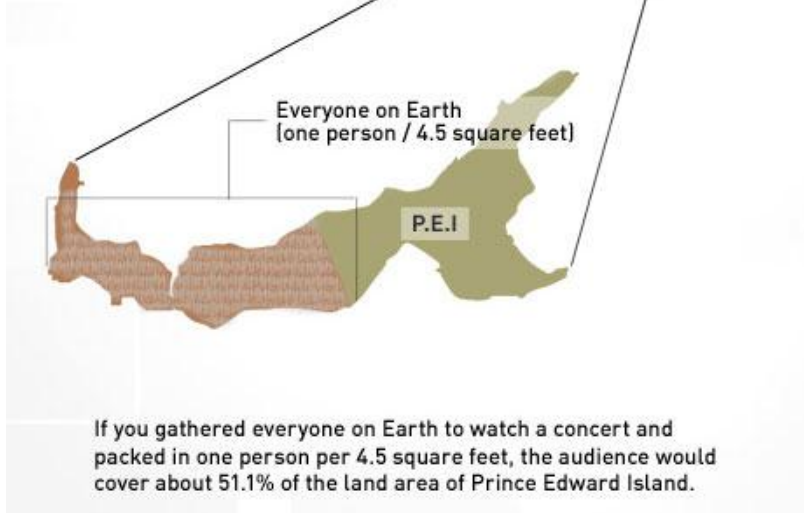 Everyone on Earth
(one person / 4.5 square feet)
P.E.I
If you gathered everyone on Earth to watch a concert and
packed in one person per 4.5 square feet, the audience would
cover about 51.1% of the land area of Prince Edward Island.